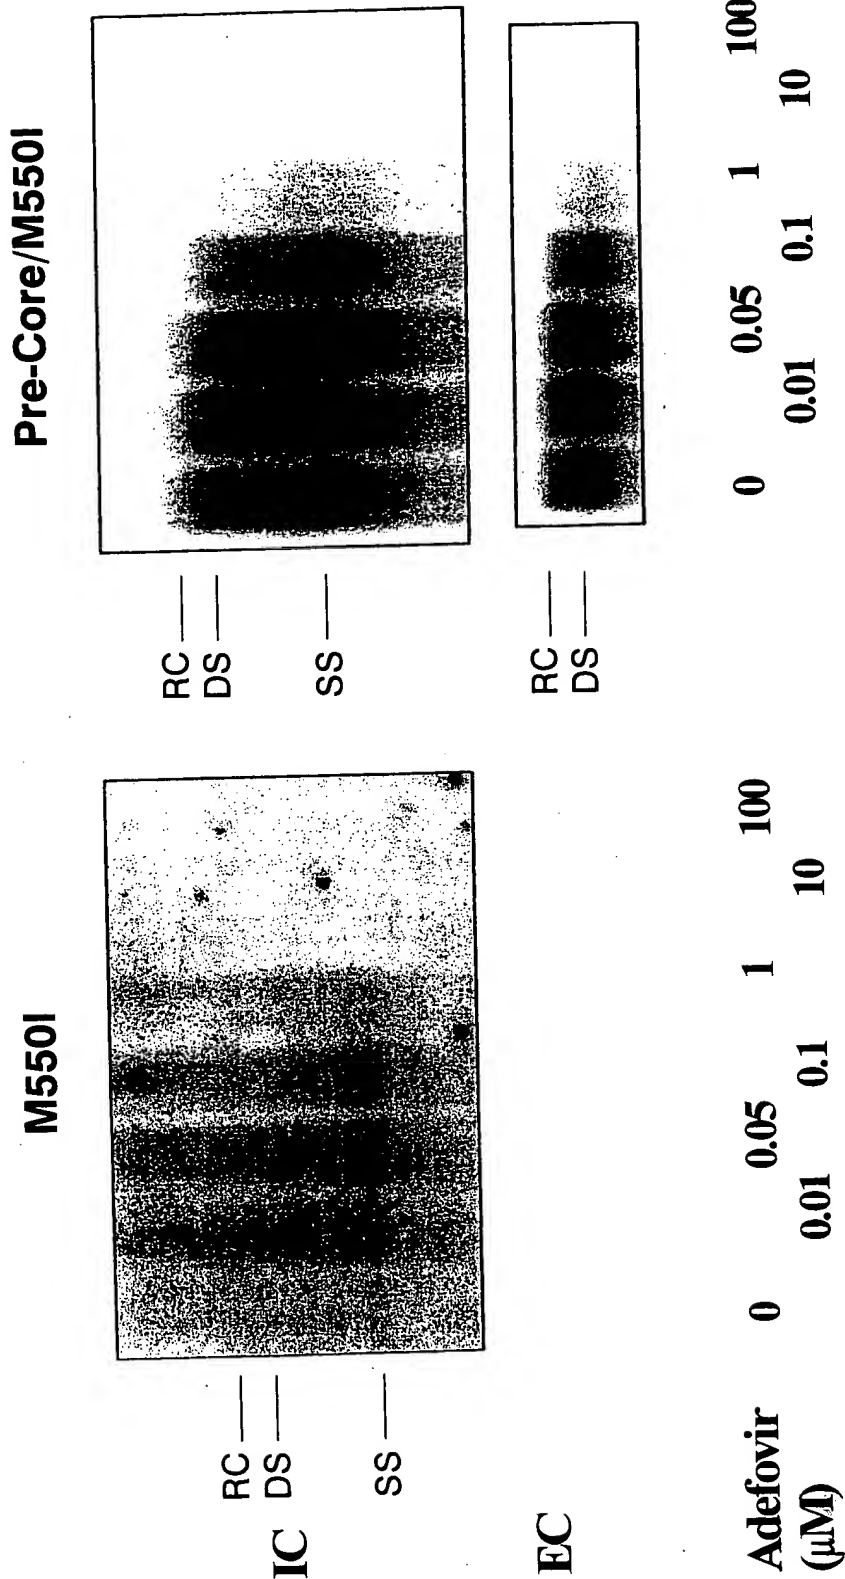 M550I
Pre-Core/M550I
IC
RC
DS
SS
RC
DS
SS
EC
RC
DS
Adefovir (µM)
0 0.01 0.05 0.1 1 10 100
0 0.01 0.05 0.1 1 10 100